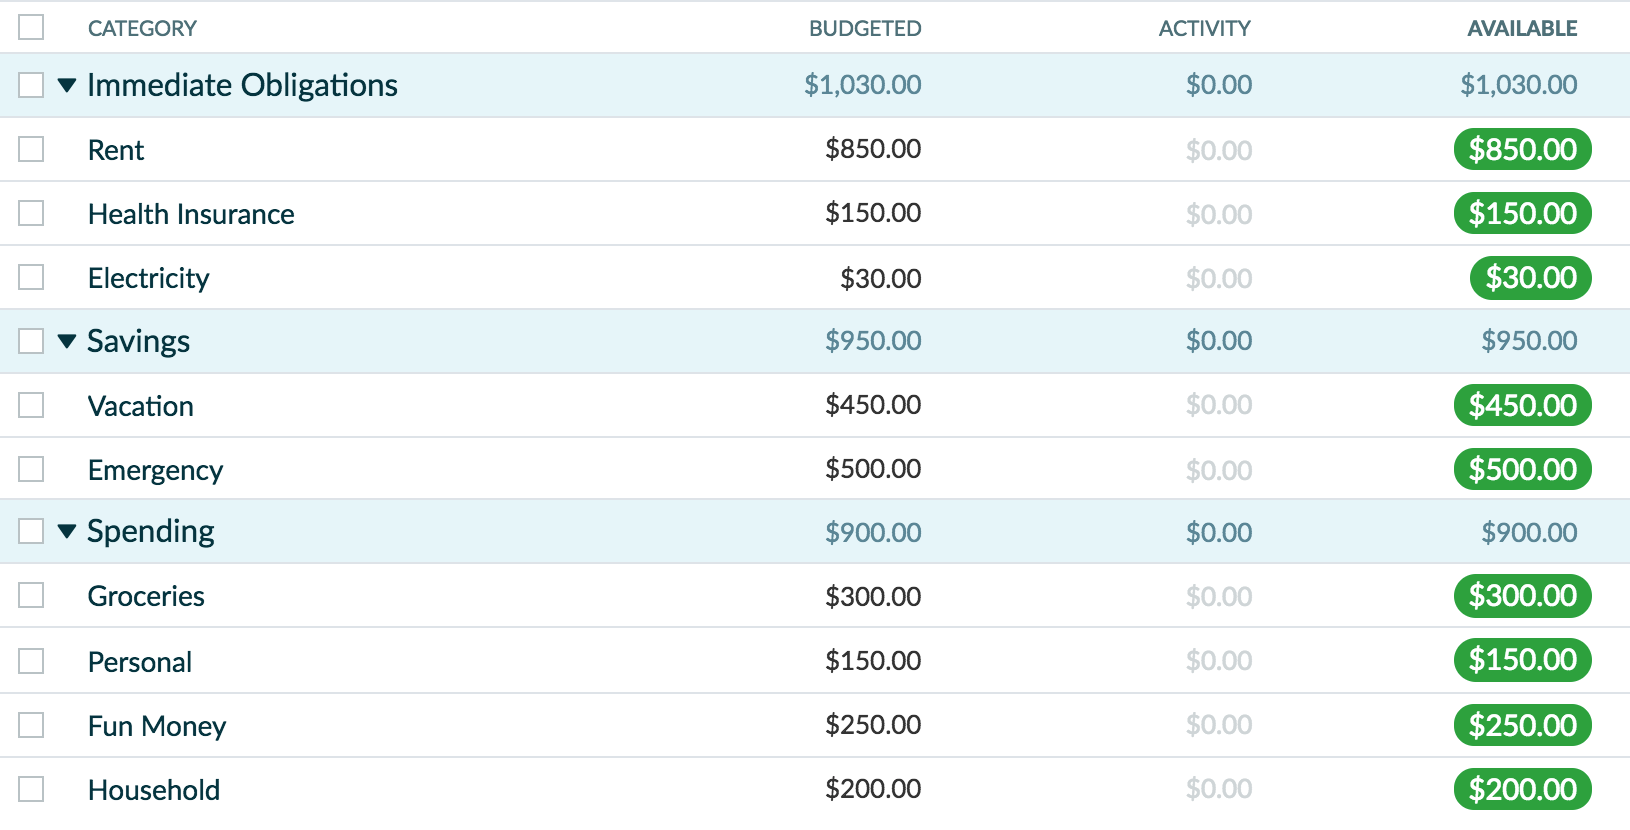 CATEGORY BUDGETED ACTIVITY AVAILABLE
Immediate Obligations $1,030.00 $0.00 $1,030.00
Rent $850.00 $0.00 $850.00
Health Insurance $150.00 $0.00 $150.00
Electricity $30.00 $0.00 $30.00
Savings $950.00 $0.00 $950.00
Vacation $450.00 $0.00 $450.00
Emergency $500.00 $0.00 $500.00
Spending $900.00 $0.00 $900.00
Groceries $300.00 $0.00 $300.00
Personal $150.00 $0.00 $150.00
Fun Money $250.00 $0.00 $250.00
Household $200.00 $0.00 $200.00